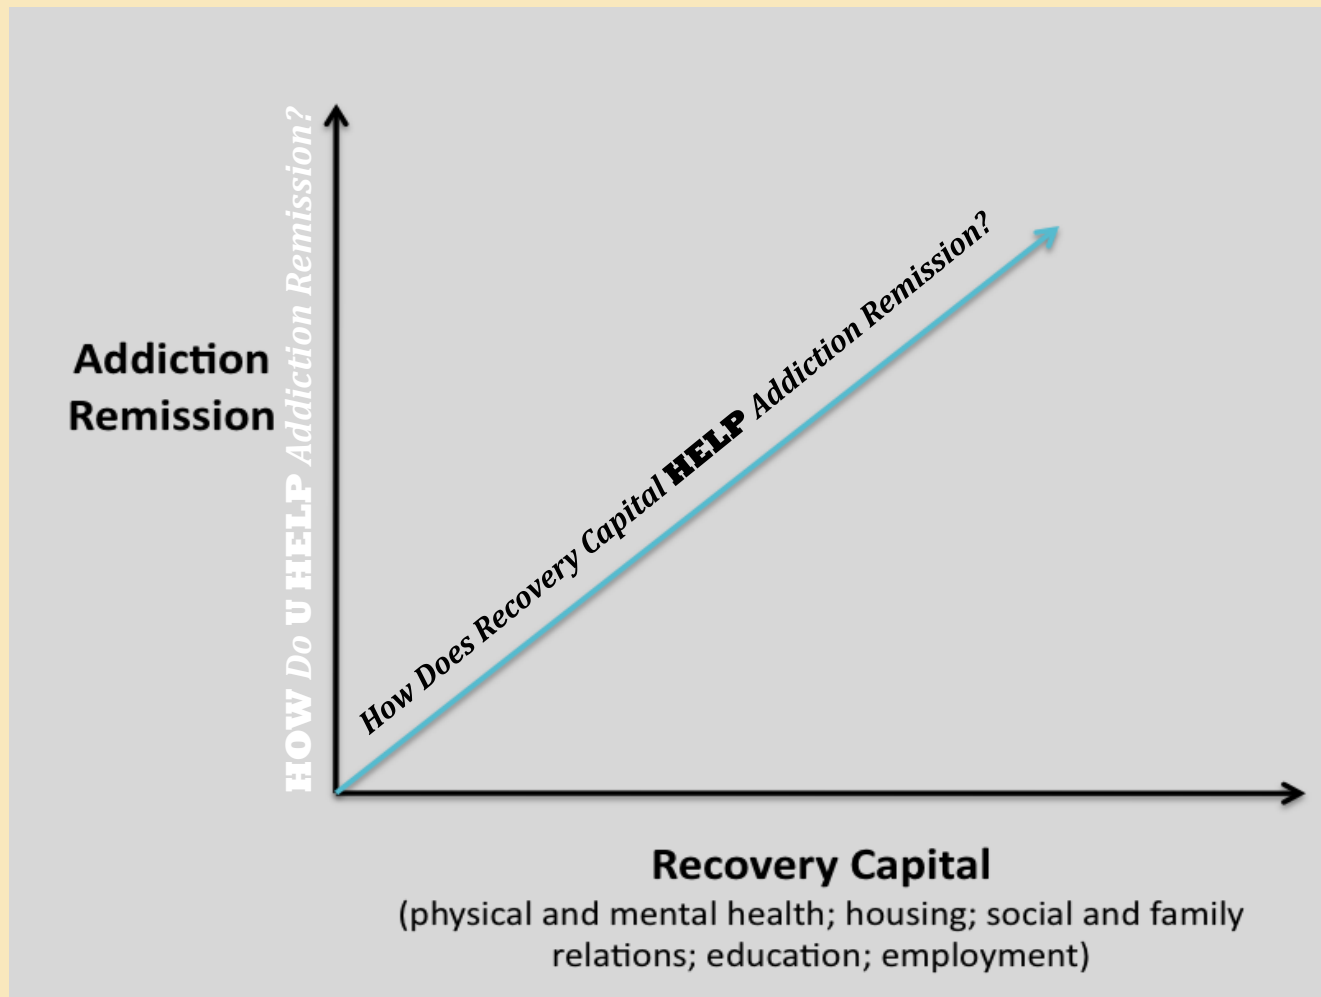 HOW Do U HELP Addiction Remission?
How Does Recovery Capital HELP Addiction Remission?
Addiction
Remission
Recovery Capital
(physical and mental health; housing; social and family
relations; education; employment)